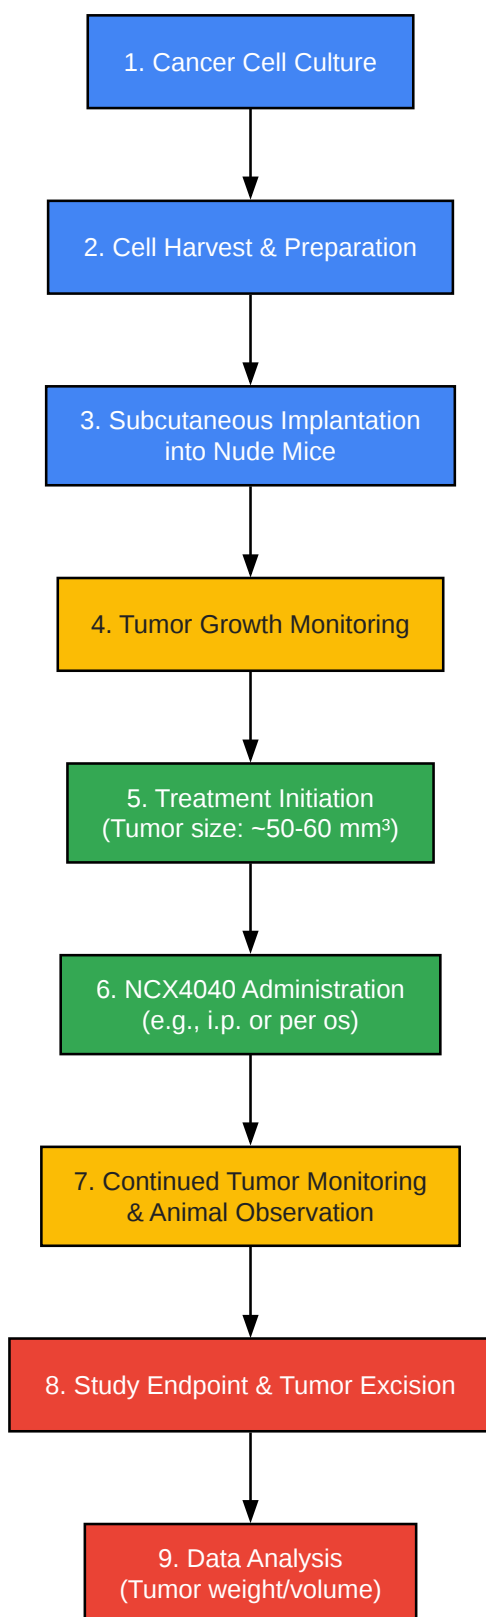 1. Cancer Cell Culture
2. Cell Harvest & Preparation
3. Subcutaneous Implantation
into Nude Mice
4. Tumor Growth Monitoring
5. Treatment Initiation
(Tumor size: ~50-60 mm³)
6. NCX4040 Administration
(e.g., i.p. or per os)
7. Continued Tumor Monitoring
& Animal Observation
8. Study Endpoint & Tumor Excision
9. Data Analysis
(Tumor weight/volume)